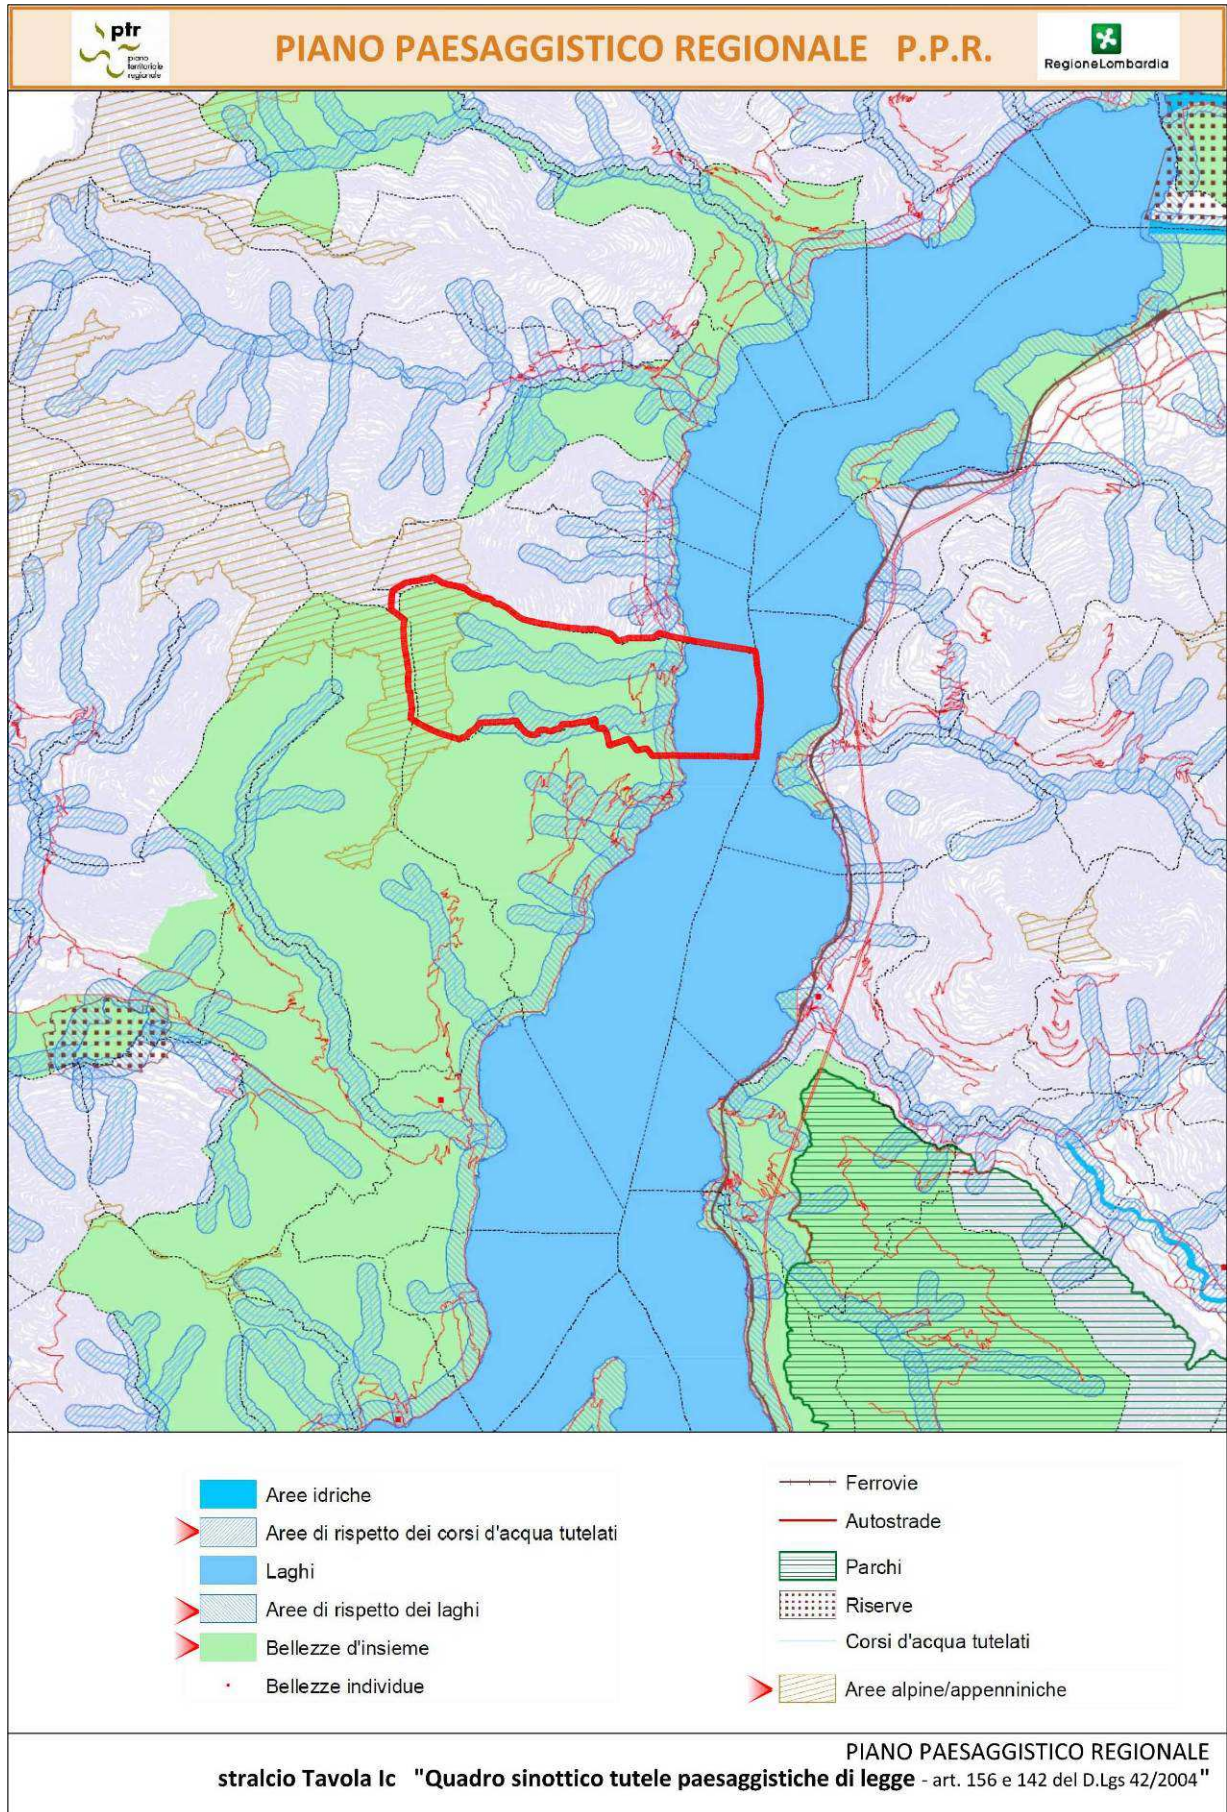 ptr
piano
territoriale
regionale
PIANO PAESAGGISTICO REGIONALE P.P.R.
RegioneLombardia
Aree idriche
Aree di rispetto dei corsi d'acqua tutelati
Laghi
Aree di rispetto dei laghi
Bellezze d'insieme
Bellezze individue
Ferrovie
Autostrade
Parchi
Riserve
Corsi d'acqua tutelati
Aree alpine/appenniniche
PIANO PAESAGGISTICO REGIONALE
stralcio Tavola Ic "Quadro sinottico tutele paesaggistiche di legge - art. 156 e 142 del D.Lgs 42/2004"